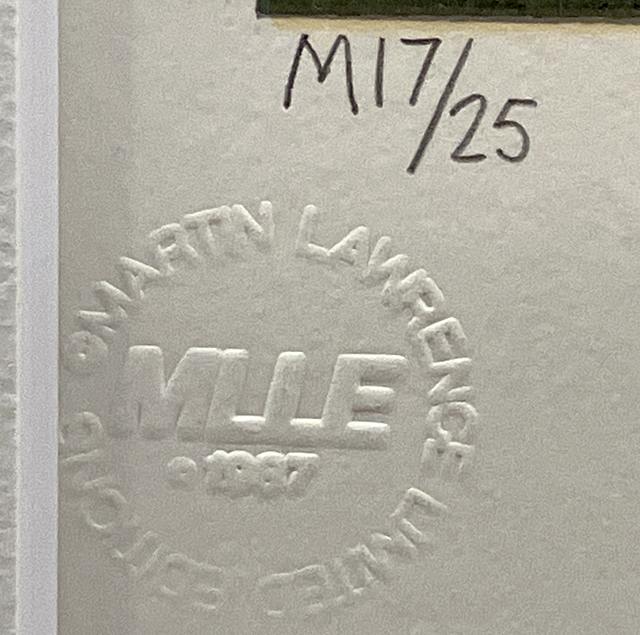 M17/25
© MARTIN LAWRENCE LIMITED EDITIONS
MLLE
© 1987